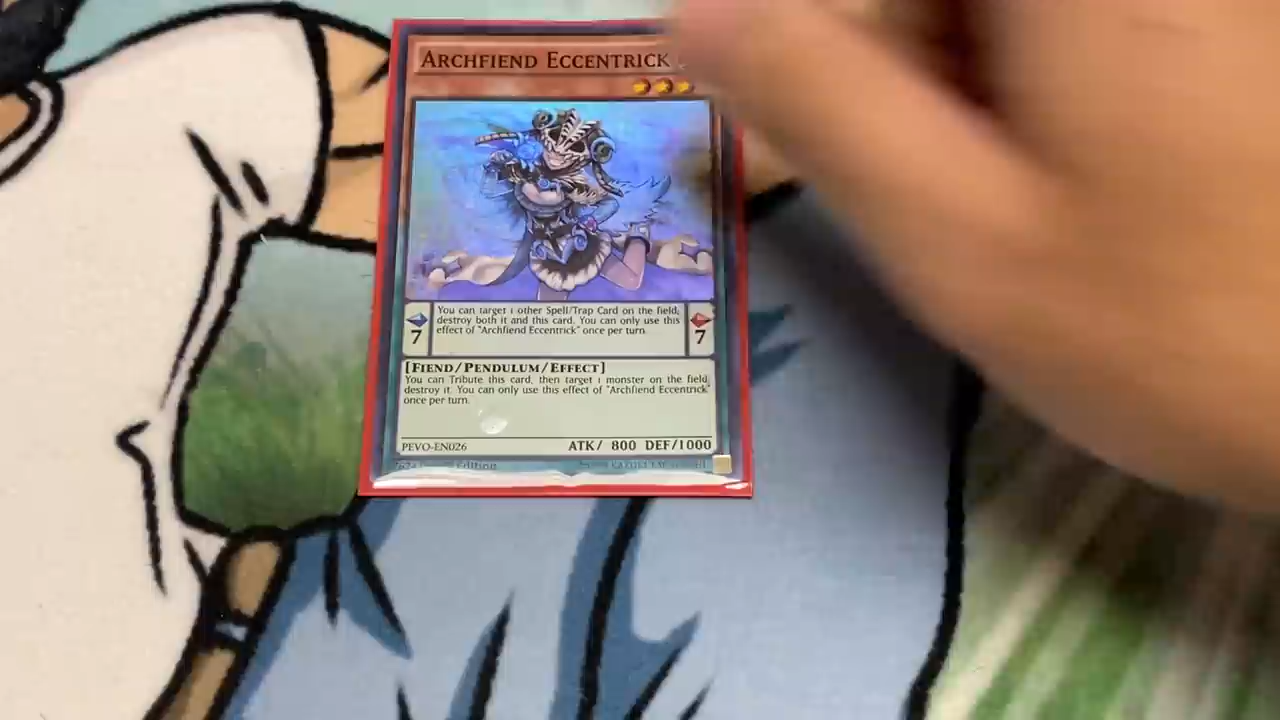 ARCHFIEND ECCENTRICK
You can target 1 other Spell/Trap Card on the field;
destroy both it and this card. You can only use this
effect of "Archfiend Eccentrick" once per turn.
7
7
[FIEND/PENDULUM/EFFECT]
You can Tribute this card, then target 1 monster on the field;
destroy it. You can only use this effect of "Archfiend Eccentrick"
once per turn.
PEVO-EN026
ATK/ 800 DEF/1000
Edition